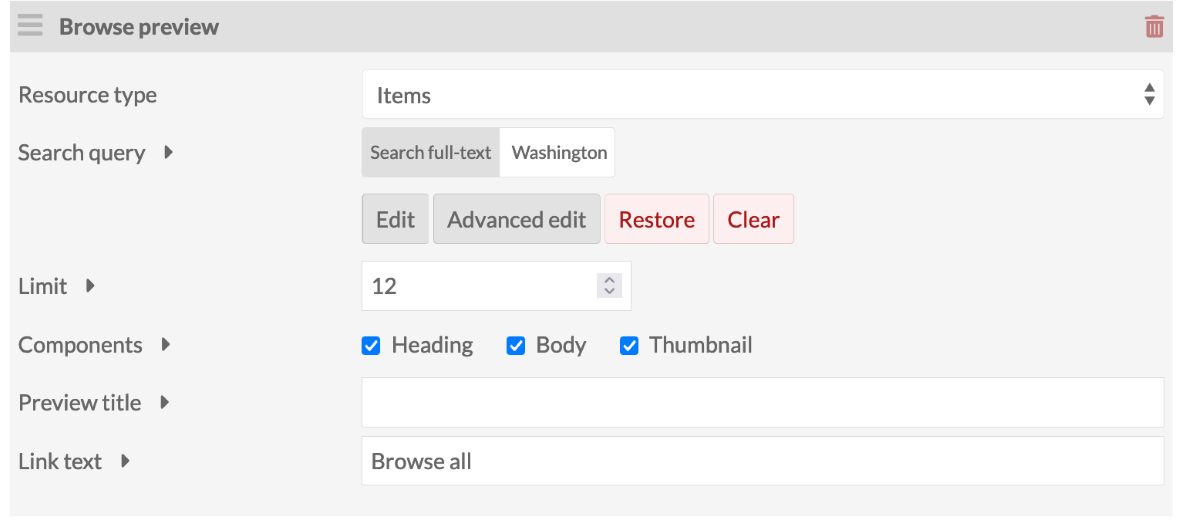 Browse preview
Resource type Items
Search query Search full-text Washington
Edit Advanced edit Restore Clear
Limit 12
Components Heading Body Thumbnail
Preview title
Link text Browse all